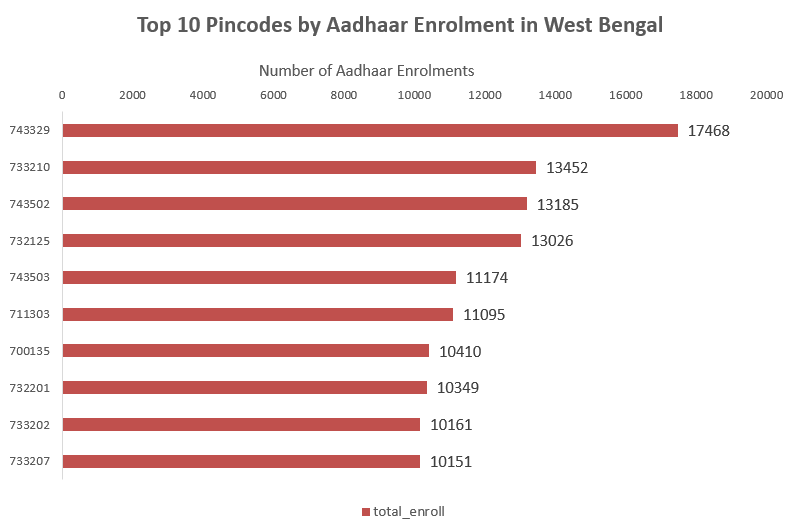 Top 10 Pincodes by Aadhaar Enrolment in West Bengal
Number of Aadhaar Enrolments
0 2000 4000 6000 8000 10000 12000 14000 16000 18000 20000
743329 17468
733210 13452
743502 13185
732125 13026
743503 11174
711303 11095
700135 10410
732201 10349
733202 10161
733207 10151
total_enroll